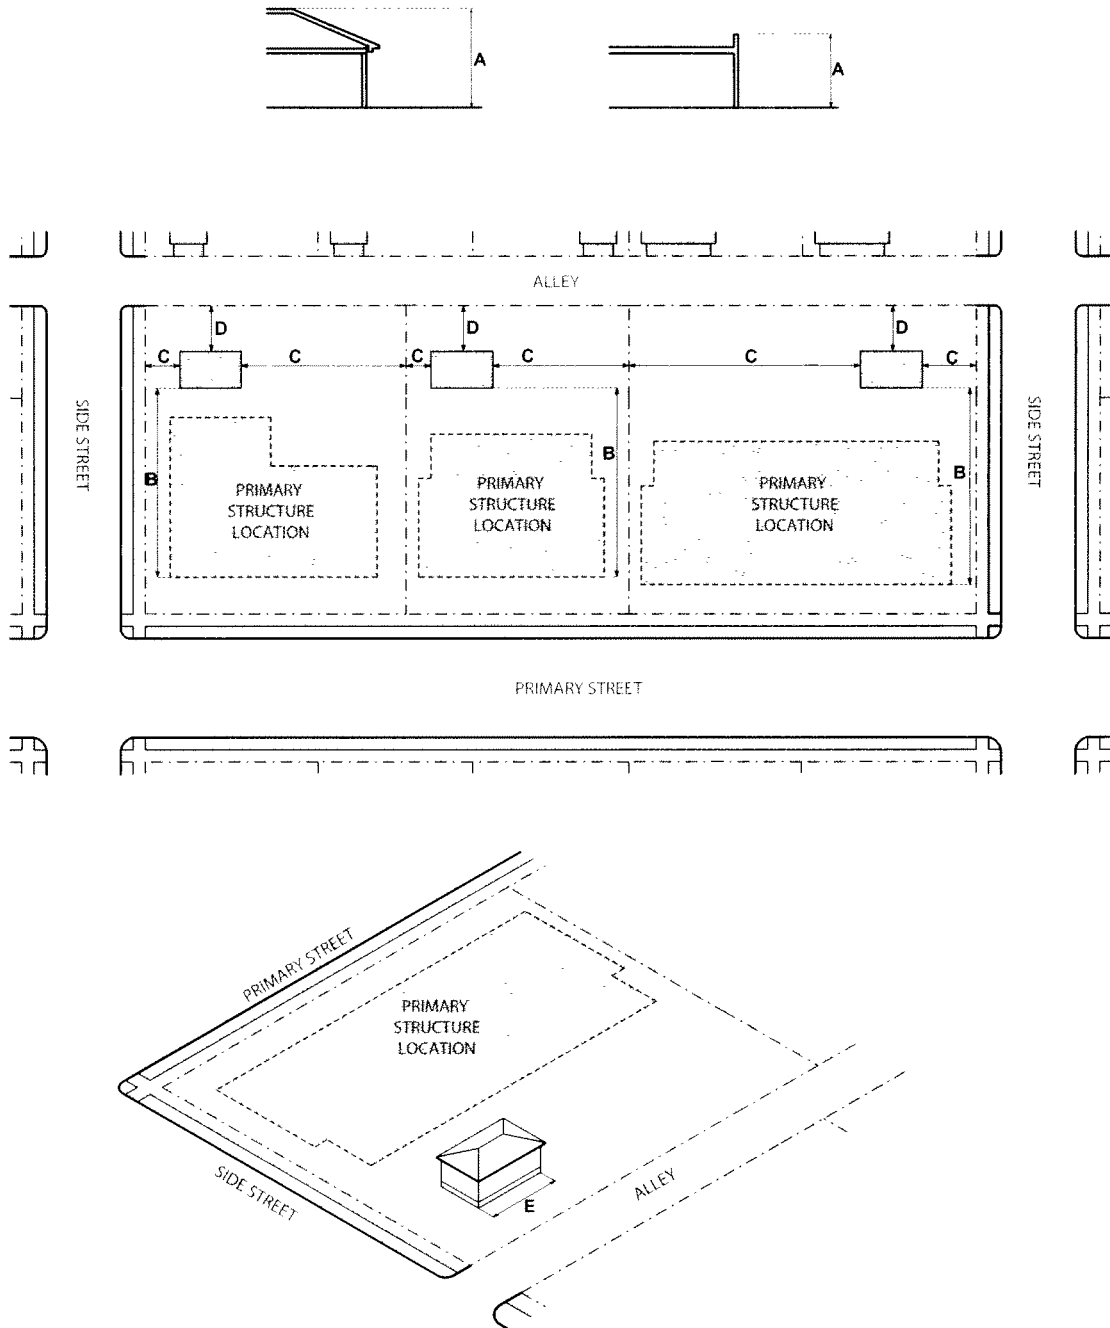 A
A
ALLEY
D
D
D
C
C
C
C
C
C
SIDE STREET
SIDE STREET
B
B
B
PRIMARY
STRUCTURE
LOCATION
PRIMARY
STRUCTURE
LOCATION
PRIMARY
STRUCTURE
LOCATION
PRIMARY STREET
PRIMARY STREET
PRIMARY
STRUCTURE
LOCATION
SIDE STREET
ALLEY
E